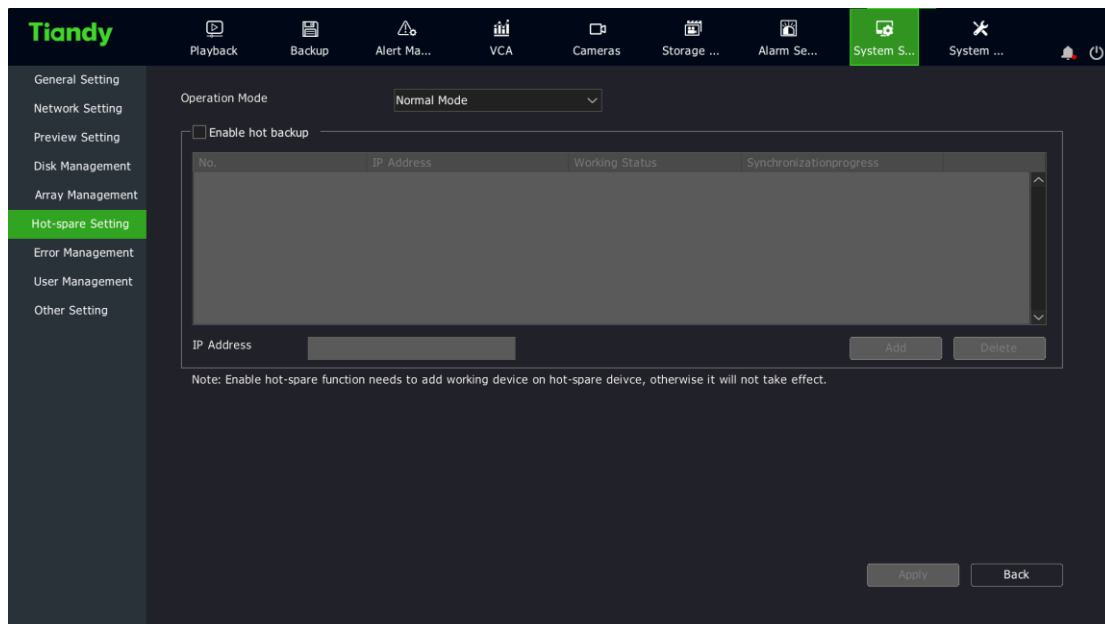 Tiandy
Playback
Backup
Alert Ma...
VCA
Cameras
Storage ...
Alarm Se...
System S...
System ...
General Setting
Network Setting
Preview Setting
Disk Management
Array Management
Hot-spare Setting
Error Management
User Management
Other Setting
Operation Mode
Normal Mode
Enable hot backup
No.
IP Address
Working Status
Synchronizationprogress
IP Address
Add
Delete
Note: Enable hot-spare function needs to add working device on hot-spare deivce, otherwise it will not take effect.
Apply
Back